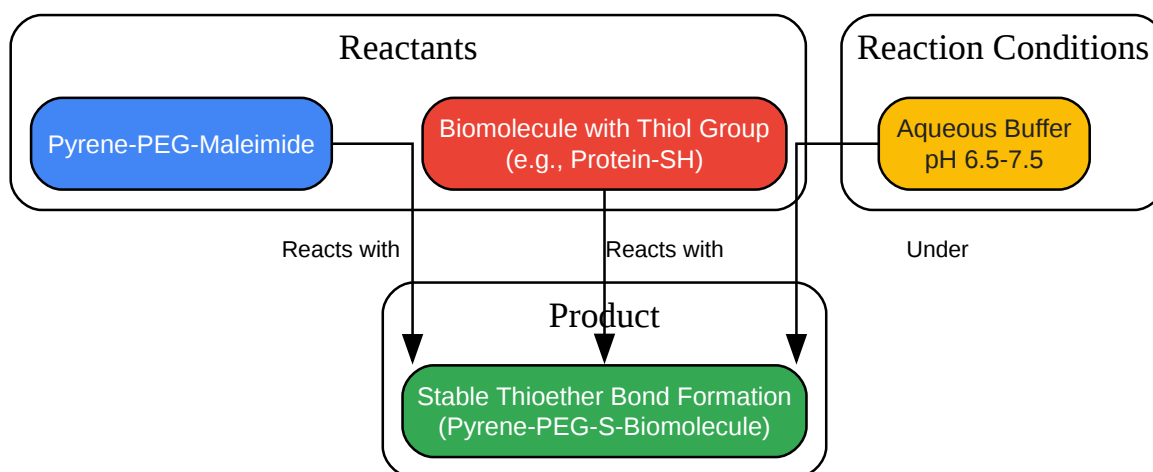 Reactants
Reaction Conditions
Pyrene-PEG-Maleimide
Biomolecule with Thiol Group
(e.g., Protein-SH)
Aqueous Buffer
pH 6.5-7.5
Reacts with
Reacts with
Under
Product
Stable Thioether Bond Formation
(Pyrene-PEG-S-Biomolecule)